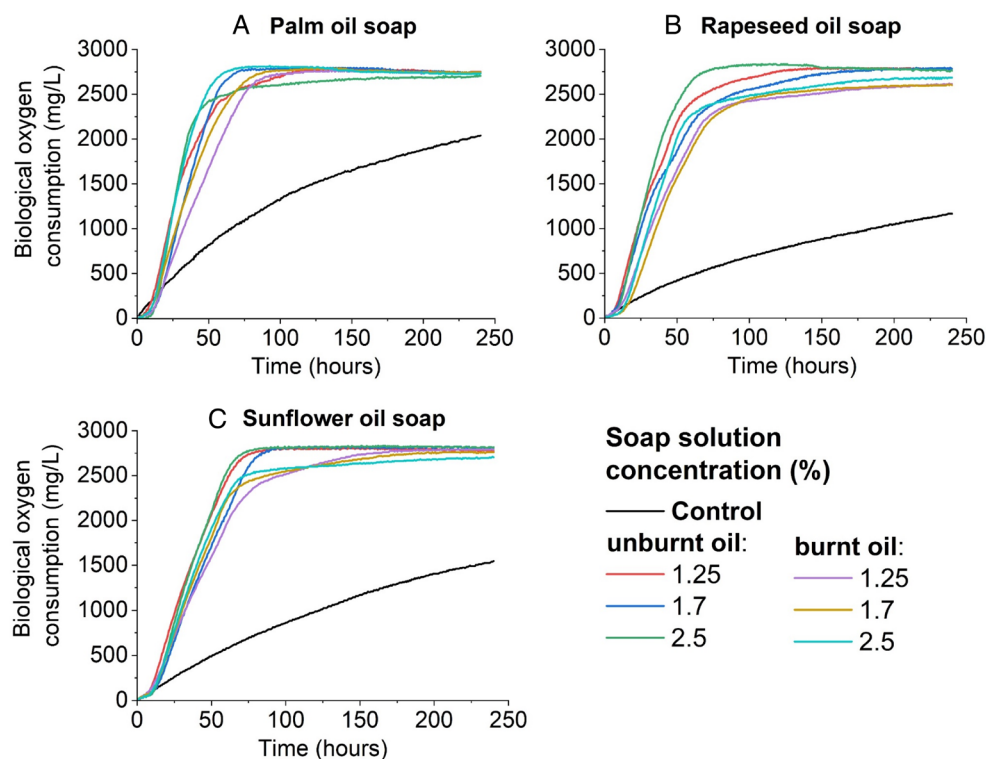 A Palm oil soap
3000
2500
2000
1500
1000
500
0
0 50 100 150 200 250
Time (hours)
Biological oxygen
consumption (mg/L)
B Rapeseed oil soap
3000
2500
2000
1500
1000
500
0
0 50 100 150 200 250
Time (hours)
C Sunflower oil soap
3000
2500
2000
1500
1000
500
0
0 50 100 150 200 250
Time (hours)
Biological oxygen
consumption (mg/L)
Soap solution
concentration (%)
Control
unburnt oil: burnt oil:
1.25 1.25
1.7 1.7
2.5 2.5